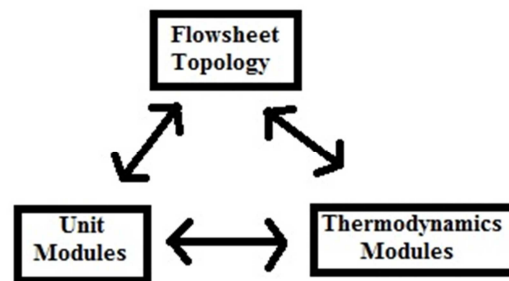 Flowsheet
Topology
Unit
Modules
Thermodynamics
Modules